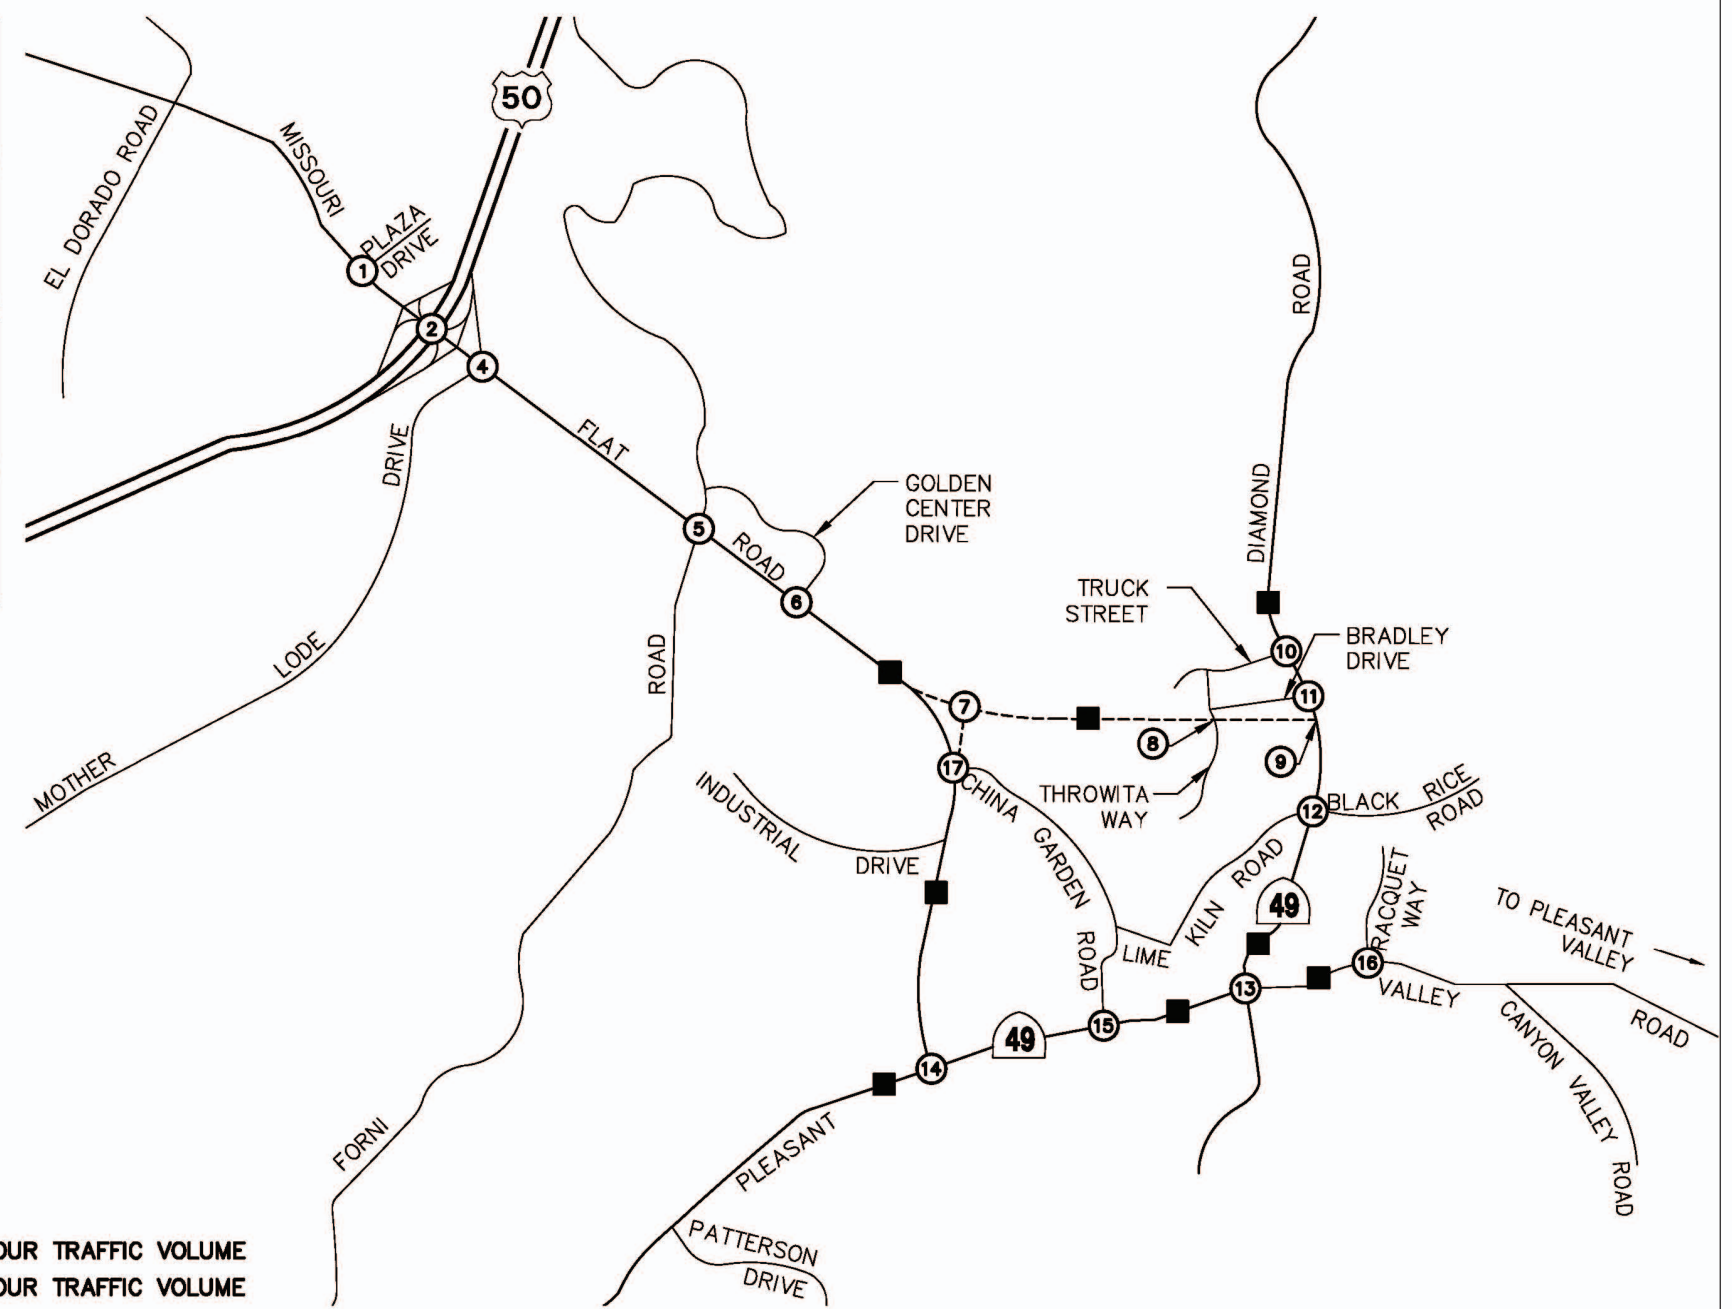 50
EL DORADO ROAD
MISSOURI
PLAZA
DRIVE
1
2
4
FLAT
DRIVE
LODE
MOTHER
5
ROAD
6
GOLDEN
CENTER
DRIVE
ROAD
FORNI
ROAD
DIAMOND
TRUCK
STREET
10
BRADLEY
DRIVE
11
7
8
9
17
THROWITA
WAY
CHINA GARDEN ROAD
INDUSTRIAL
DRIVE
12
BLACK RICE
ROAD
LIME KILN ROAD
49
RACQUET
WAY
16
13
15
49
14
TO PLEASANT
VALLEY
VALLEY
ROAD
CANYON VALLEY ROAD
PLEASANT
PATTERSON
DRIVE
OUR TRAFFIC VOLUME
OUR TRAFFIC VOLUME